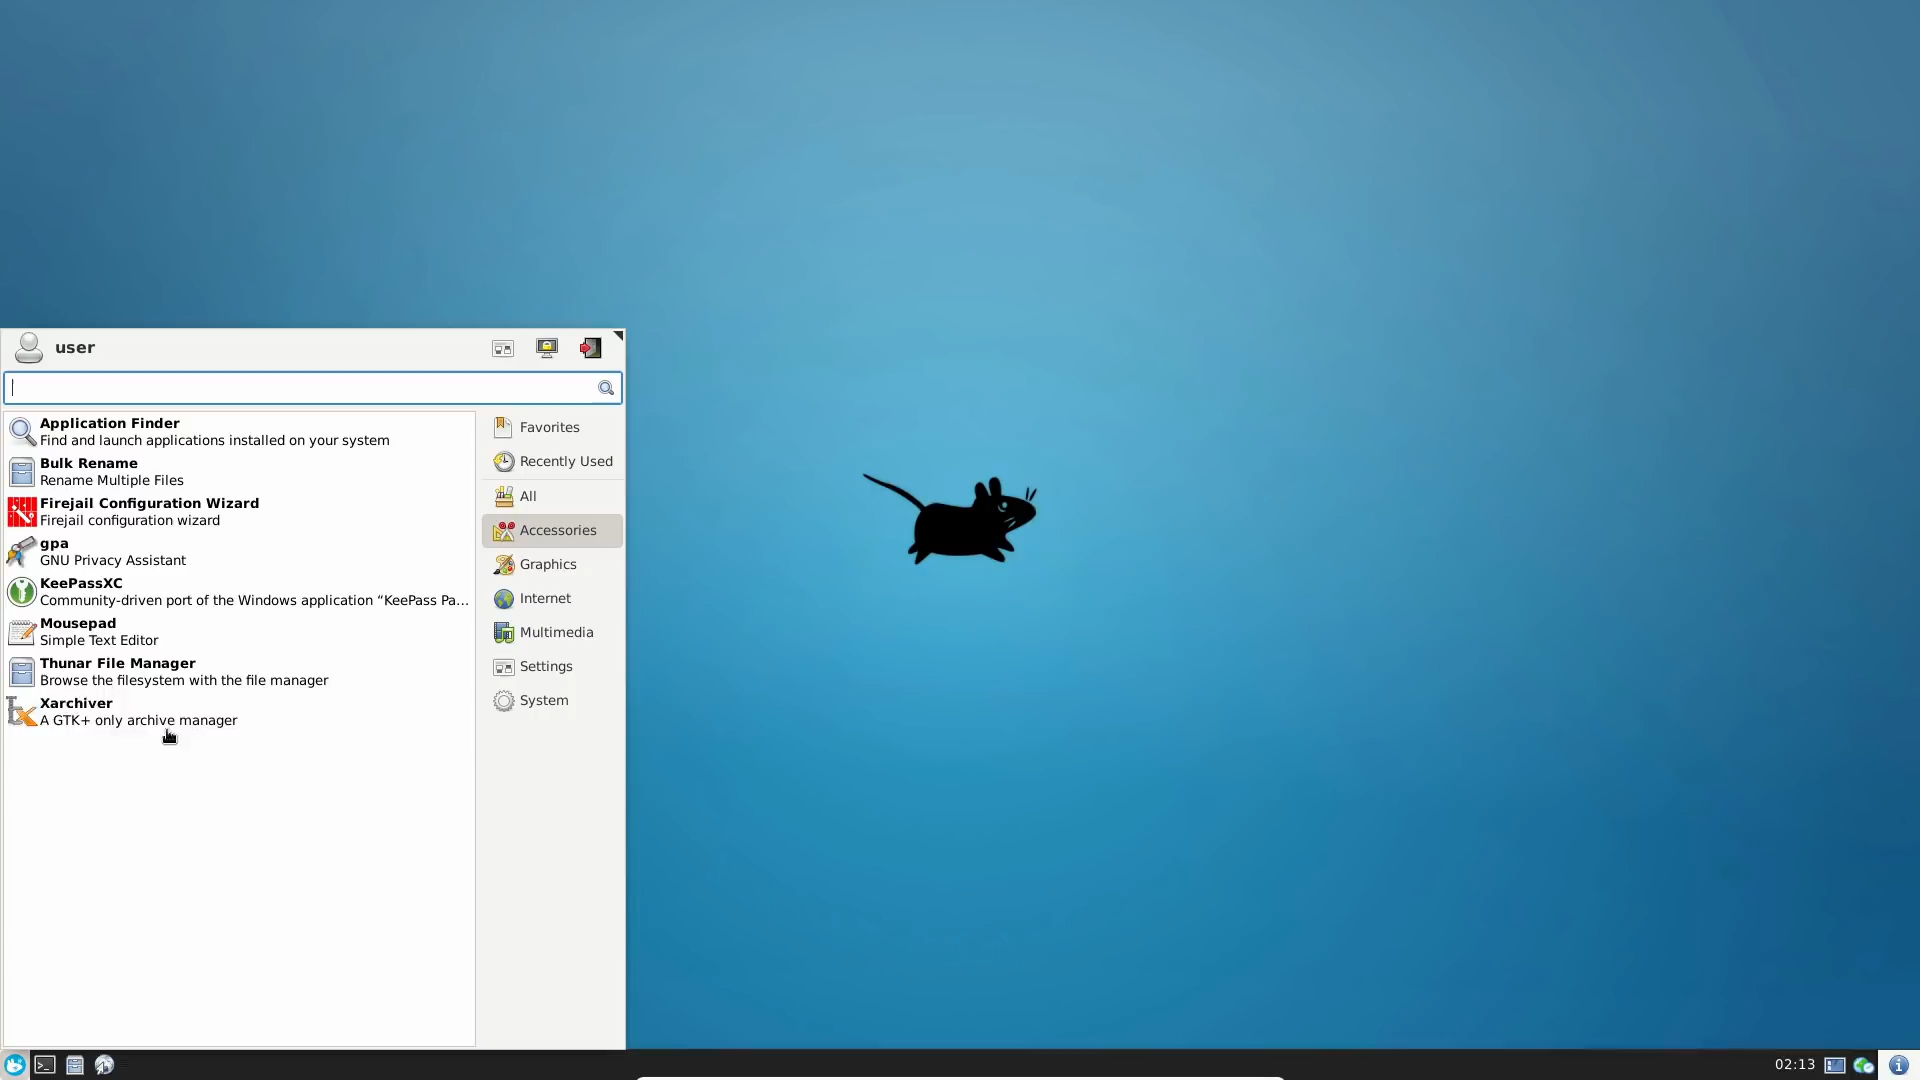 user
Application Finder
Find and launch applications installed on your system
Bulk Rename
Rename Multiple Files
Firejail Configuration Wizard
Firejail configuration wizard
gpa
GNU Privacy Assistant
KeePassXC
Community-driven port of the Windows application “KeePass Pa...
Mousepad
Simple Text Editor
Thunar File Manager
Browse the filesystem with the file manager
Xarchiver
A GTK+ only archive manager
Favorites
Recently Used
All
Accessories
Graphics
Internet
Multimedia
Settings
System
02:13